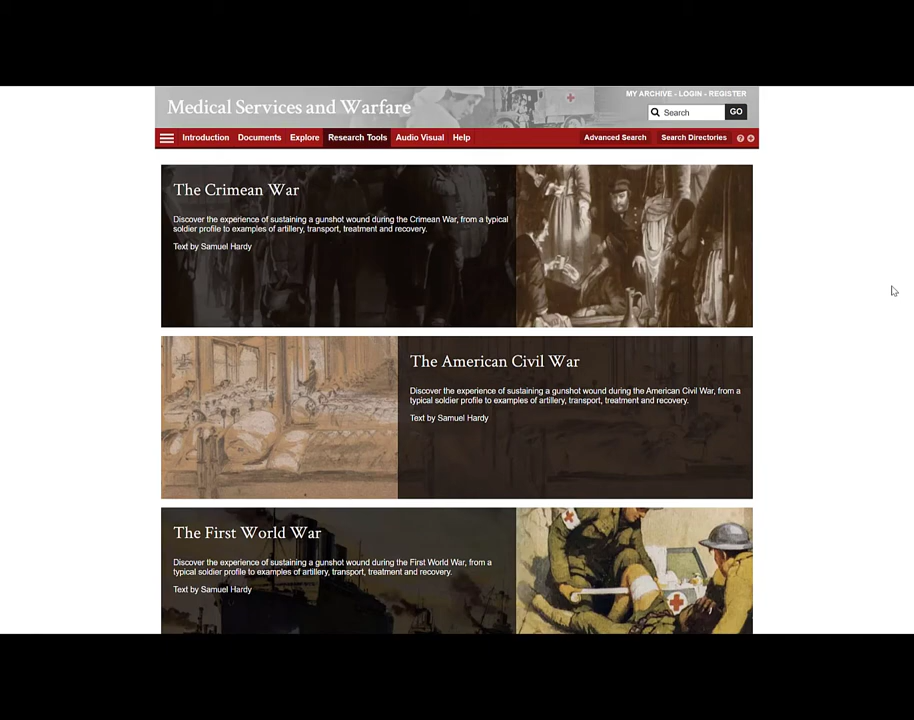 MY ARCHIVE - LOGIN - REGISTER
Medical Services and Warfare
Search
GO
Introduction Documents Explore Research Tools Audio Visual Help Advanced Search Search Directories
The Crimean War
Discover the experience of sustaining a gunshot wound during the Crimean War, from a typical
soldier profile to examples of artillery, transport, treatment and recovery.
Text by Samuel Hardy
The American Civil War
Discover the experience of sustaining a gunshot wound during the American Civil War, from a
typical soldier profile to examples of artillery, transport, treatment and recovery.
Text by Samuel Hardy
The First World War
Discover the experience of sustaining a gunshot wound during the First World War, from a
typical soldier profile to examples of artillery, transport, treatment and recovery.
Text by Samuel Hardy